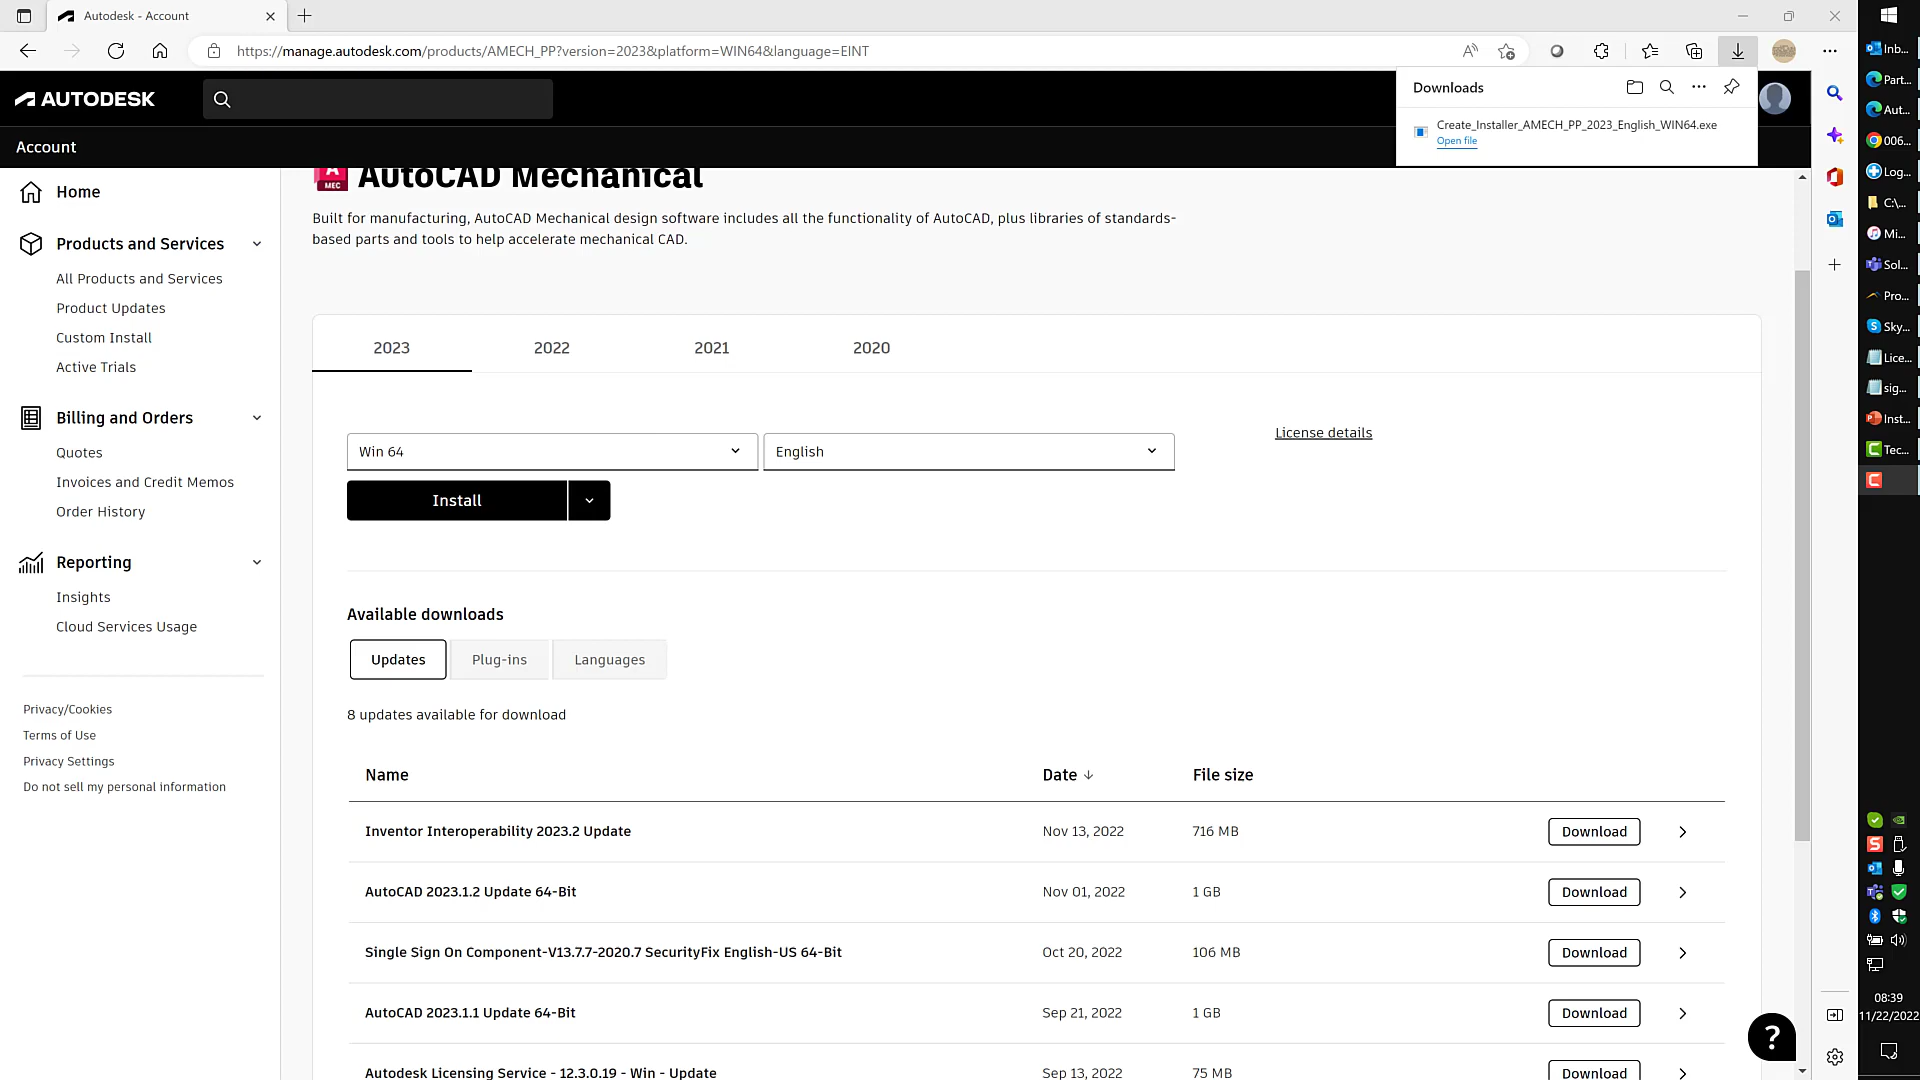 Autodesk - Account
https://manage.autodesk.com/products/AMECH_PP?version=2023&platform=WIN64&language=EINT
Downloads
Create_Installer_AMECH_PP_2023_English_WIN64.exe
Open file
AUTODESK
Account
Home
Products and Services
All Products and Services
Product Updates
Custom Install
Active Trials
Billing and Orders
Quotes
Invoices and Credit Memos
Order History
Reporting
Insights
Cloud Services Usage
Privacy/Cookies
Terms of Use
Privacy Settings
Do not sell my personal information
MEC
AutoCAD Mechanical
Built for manufacturing, AutoCAD Mechanical design software includes all the functionality of AutoCAD, plus libraries of standards-
based parts and tools to help accelerate mechanical CAD.
2023 2022 2021 2020
Win 64 English
License details
Install
Available downloads
Updates Plug-ins Languages
8 updates available for download
Name Date File size
Inventor Interoperability 2023.2 Update Nov 13, 2022 716 MB Download
AutoCAD 2023.1.2 Update 64-Bit Nov 01, 2022 1 GB Download
Single Sign On Component-V13.7.7-2020.7 SecurityFix English-US 64-Bit Oct 20, 2022 106 MB Download
AutoCAD 2023.1.1 Update 64-Bit Sep 21, 2022 1 GB Download
Autodesk Licensing Service - 12.3.0.19 - Win - Update Sep 13, 2022 75 MB Download
?
Inb...
Part...
Aut...
006...
Log...
C:\...
Mi...
Sol...
Pro...
Sky...
Lice...
sig...
Inst...
Tec...
08:39
11/22/2022